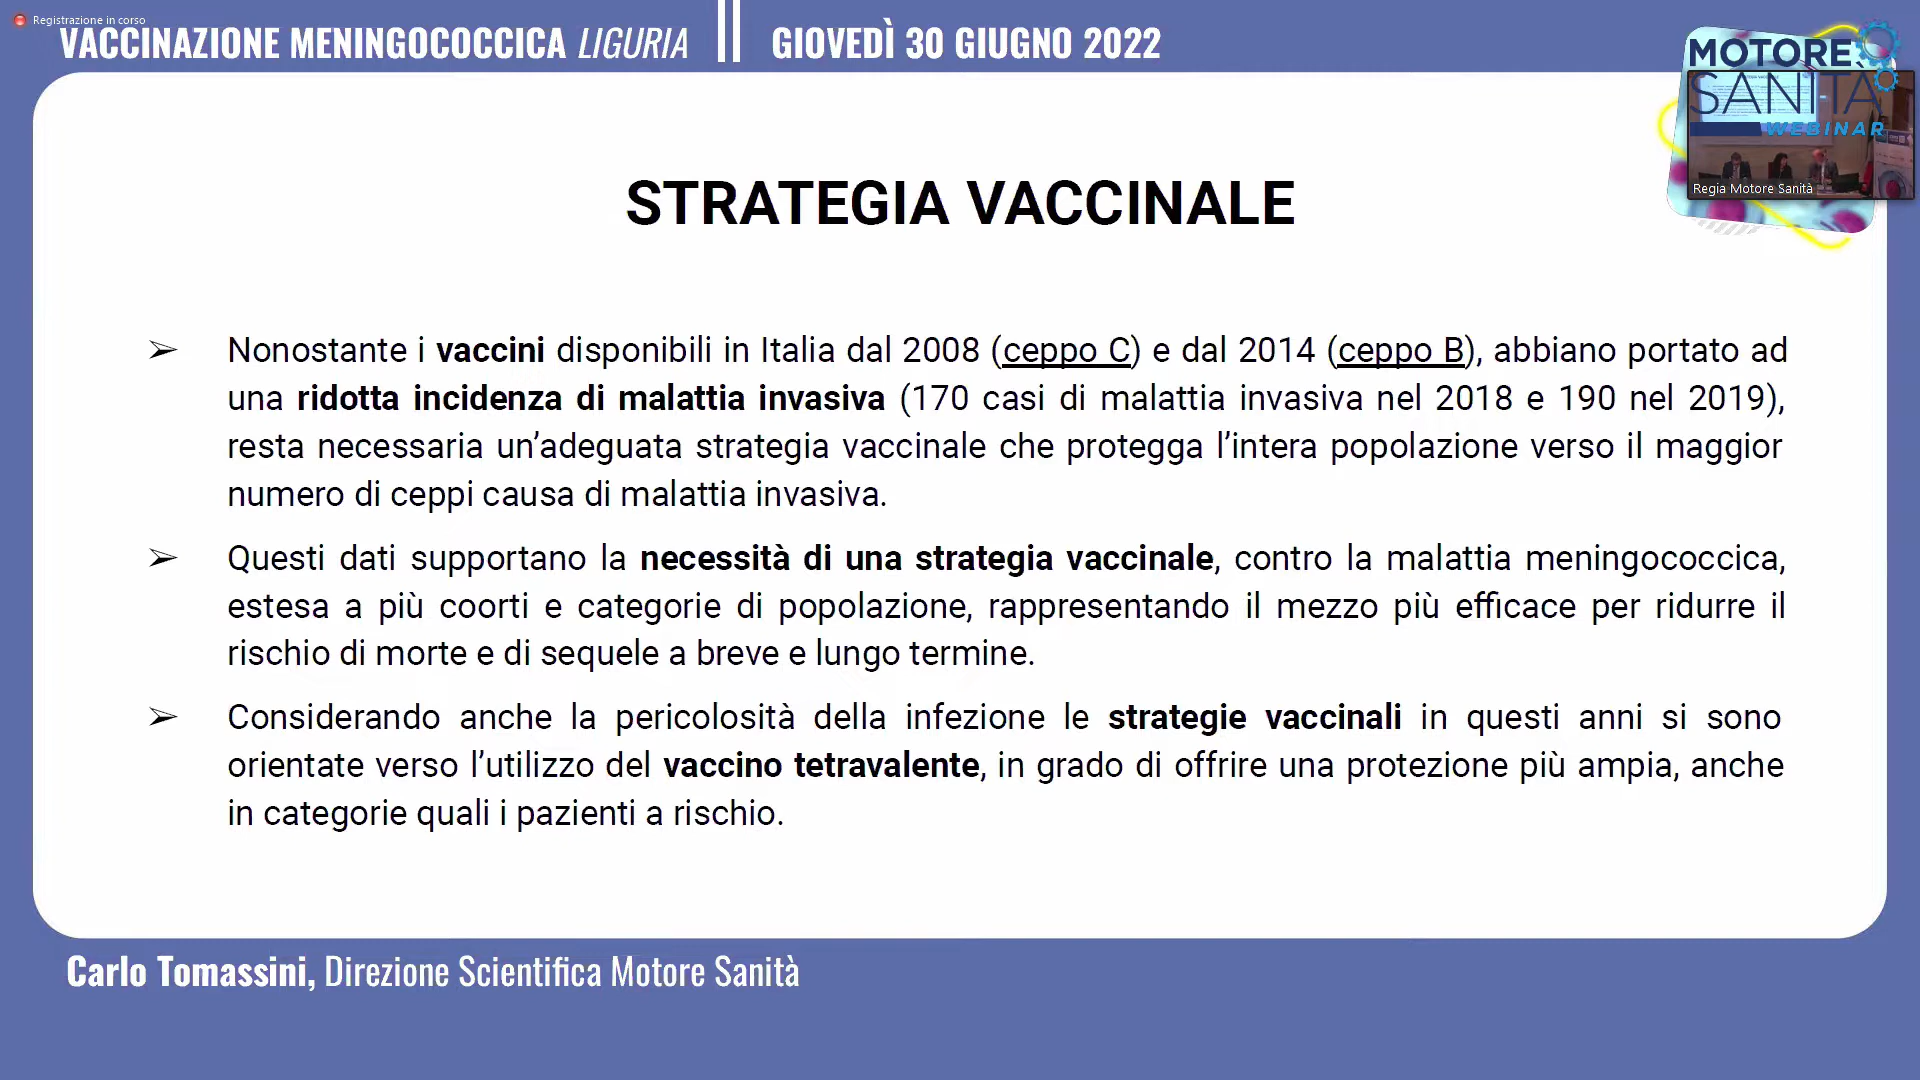 Registrazione in corso
VACCINAZIONE MENINGOCOCCICA LIGURIA || GIOVEDÌ 30 GIUGNO 2022
MOTORE
SANITÀ
WEBINAR
Regia Motore Sanità
STRATEGIA VACCINALE
➢ Nonostante i vaccini disponibili in Italia dal 2008 (ceppo C) e dal 2014 (ceppo B), abbiano portato ad
una ridotta incidenza di malattia invasiva (170 casi di malattia invasiva nel 2018 e 190 nel 2019),
resta necessaria un’adeguata strategia vaccinale che protegga l’intera popolazione verso il maggior
numero di ceppi causa di malattia invasiva.
➢ Questi dati supportano la necessità di una strategia vaccinale, contro la malattia meningococcica,
estesa a più coorti e categorie di popolazione, rappresentando il mezzo più efficace per ridurre il
rischio di morte e di sequele a breve e lungo termine.
➢ Considerando anche la pericolosità della infezione le strategie vaccinali in questi anni si sono
orientate verso l’utilizzo del vaccino tetravalente, in grado di offrire una protezione più ampia, anche
in categorie quali i pazienti a rischio.
Carlo Tomassini, Direzione Scientifica Motore Sanità